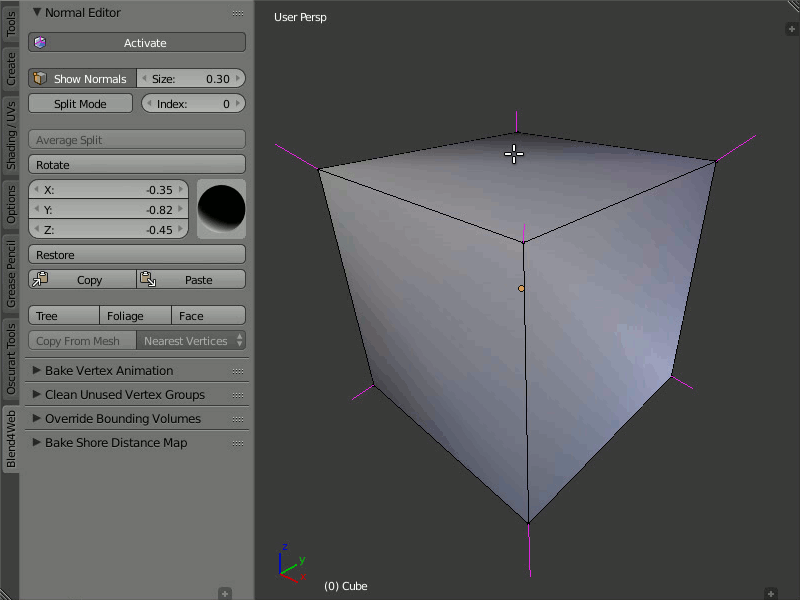 Normal Editor
Activate
Show Normals
Size: 0.30
Split Mode
Index: 0
Average Split
Rotate
X: -0.35
Y: -0.82
Z: -0.45
Restore
Copy
Paste
Tree
Foliage
Face
Copy From Mesh
Nearest Vertices
Bake Vertex Animation
Clean Unused Vertex Groups
Override Bounding Volumes
Bake Shore Distance Map
Tools
Create
Shading / UVs
Options
Grease Pencil
Oscurart Tools
Blend4Web
User Persp
z
y
(0) Cube